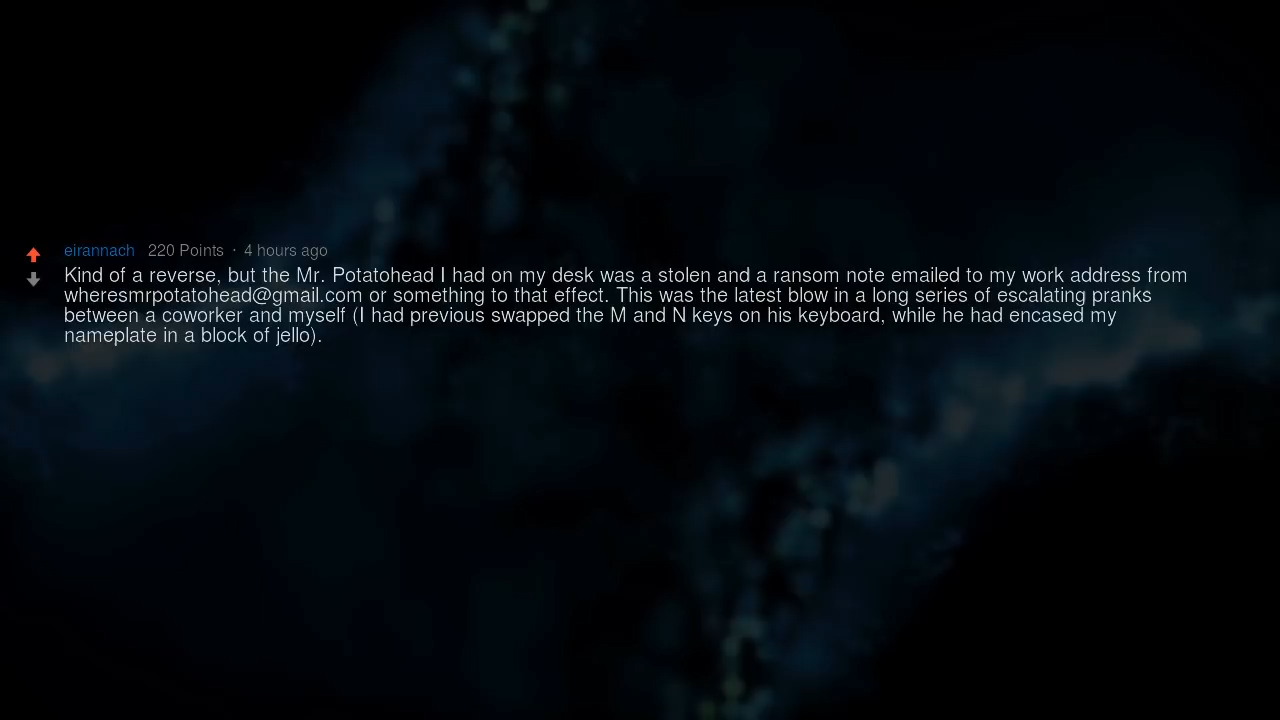 eirannach 220 Points · 4 hours ago
Kind of a reverse, but the Mr. Potatohead I had on my desk was a stolen and a ransom note emailed to my work address from
wheresmrpotatohead@gmail.com or something to that effect. This was the latest blow in a long series of escalating pranks
between a coworker and myself (I had previous swapped the M and N keys on his keyboard, while he had encased my
nameplate in a block of jello).